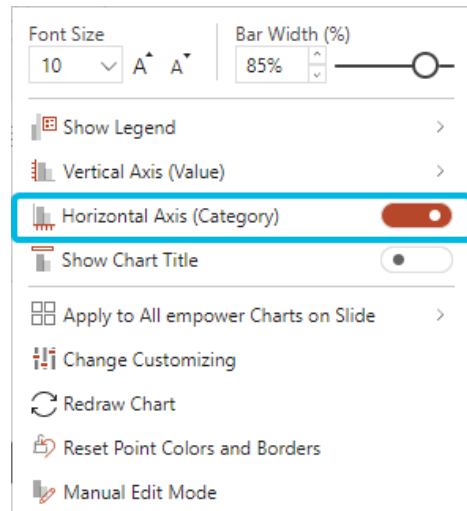 Font Size
Bar Width (%)
10
A A
85%
Show Legend
Vertical Axis (Value)
Horizontal Axis (Category)
Show Chart Title
Apply to All empower Charts on Slide
Change Customizing
Redraw Chart
Reset Point Colors and Borders
Manual Edit Mode